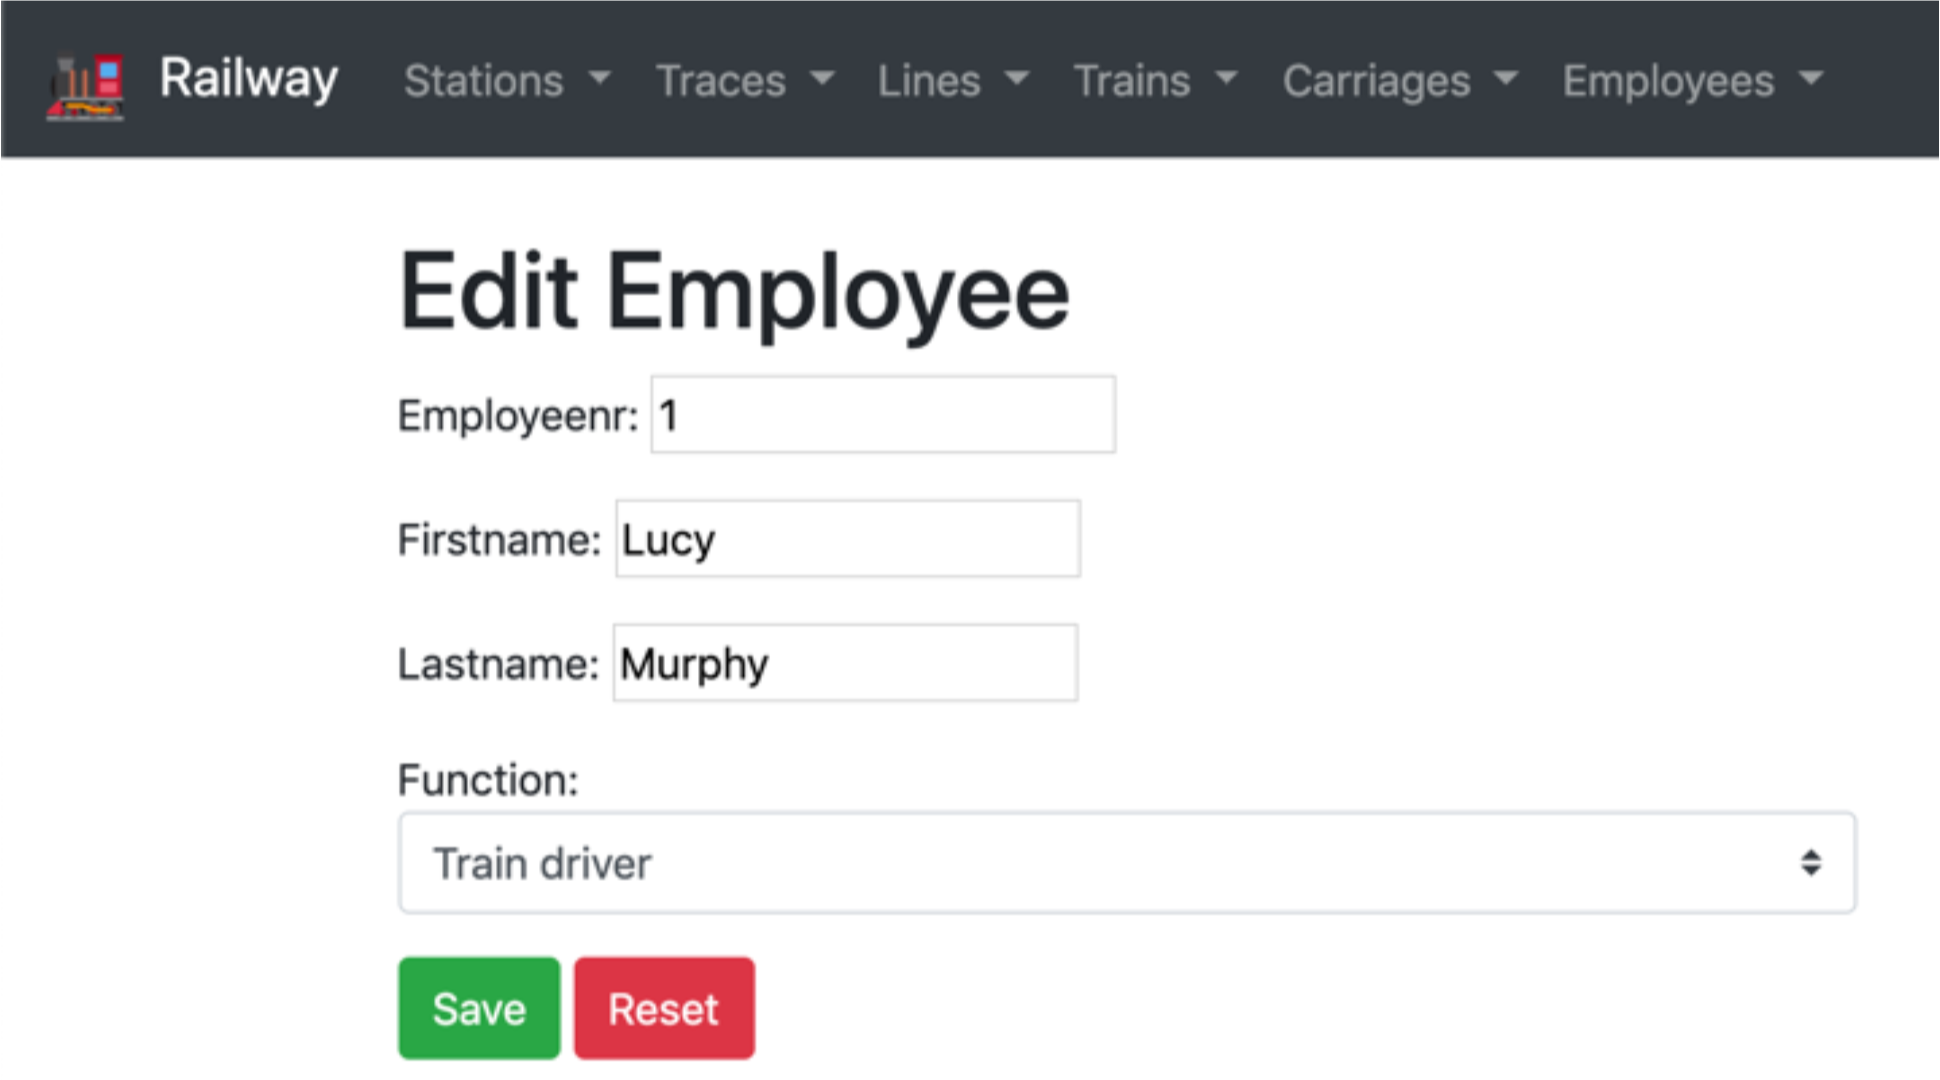 Railway Stations Traces Lines Trains Carriages Employees
Edit Employee
Employeenr: 1
Firstname: Lucy
Lastname: Murphy
Function:
Train driver
Save Reset